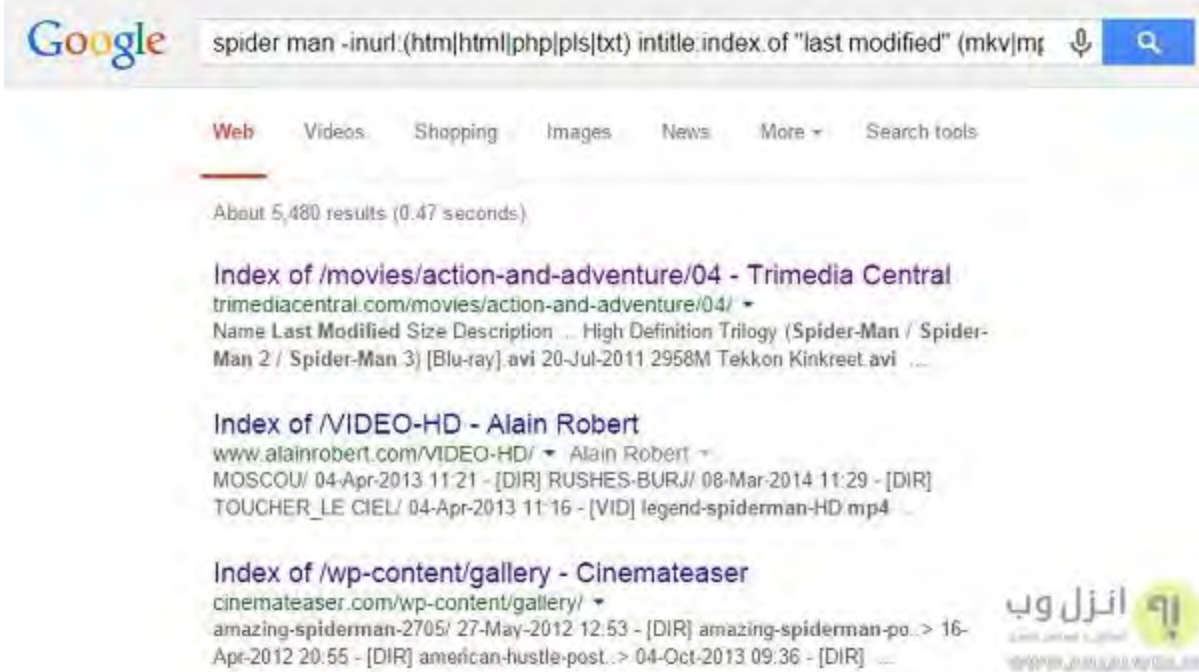 Google
spider man -inurl:(htm|html|php|pls|txt) intitle:index.of "last modified" (mkv|mp
Web Videos Shopping Images News More Search tools
About 5,480 results (0.47 seconds)
Index of /movies/action-and-adventure/04 - Trimedia Central
trimediacentral.com/movies/action-and-adventure/04/
Name Last Modified Size Description ... High Definition Trilogy (Spider-Man / Spider-
Man 2 / Spider-Man 3) [Blu-ray].avi 20-Jul-2011 2958M Tekkon Kinkreet.avi ...
Index of /VIDEO-HD - Alain Robert
www.alainrobert.com/VIDEO-HD/ Alain Robert
MOSCOU/ 04-Apr-2013 11:21 - [DIR] RUSHES-BURJ/ 08-Mar-2014 11:29 - [DIR]
TOUCHER_LE CIEL/ 04-Apr-2013 11:16 - [VID] legend-spiderman-HD.mp4 ...
Index of /wp-content/gallery - Cinemateaser
cinemateaser.com/wp-content/gallery/
amazing-spiderman-2705/ 27-May-2012 12:53 - [DIR] amazing-spiderman-po..> 16-
Apr-2012 20:55 - [DIR] american-hustle-post..> 04-Oct-2013 09:36 - [DIR] ...
انزل وب